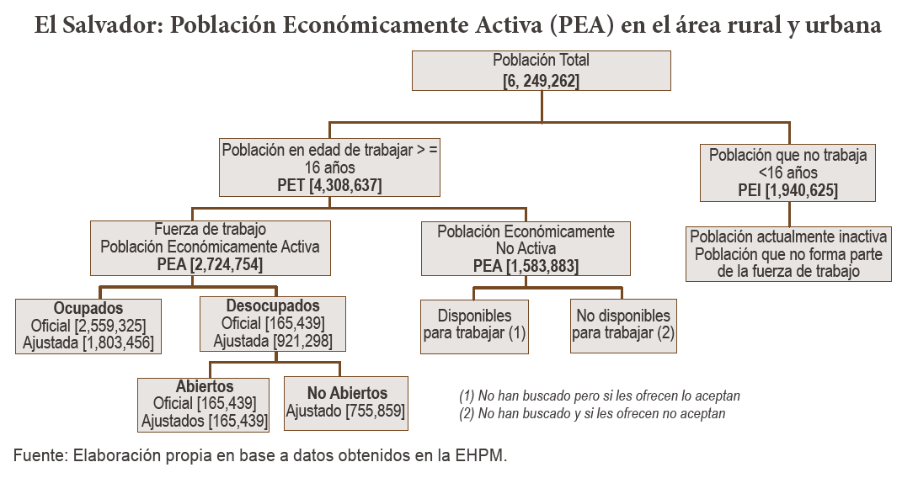 El Salvador: Población Económicamente Activa (PEA) en el área rural y urbana
Población Total
[6, 249,262]
Población en edad de trabajar > =
16 años
PET [4,308,637]
Población que no trabaja
<16 años
PEI [1,940,625]
Fuerza de trabajo
Población Económicamente Activa
PEA [2,724,754]
Población Económicamente
No Activa
PEA [1,583,883]
Población actualmente inactiva
Población que no forma parte
de la fuerza de trabajo
Ocupados
Oficial [2,559,325]
Ajustada [1,803,456]
Desocupados
Oficial [165,439]
Ajustada [921,298]
Disponibles
para trabajar (1)
No disponibles
para trabajar (2)
Abiertos
Oficial [165,439]
Ajustados [165,439]
No Abiertos
Ajustado [755,859]
(1) No han buscado pero si les ofrecen lo aceptan
(2) No han buscado y si les ofrecen no aceptan
Fuente: Elaboración propia en base a datos obtenidos en la EHPM.